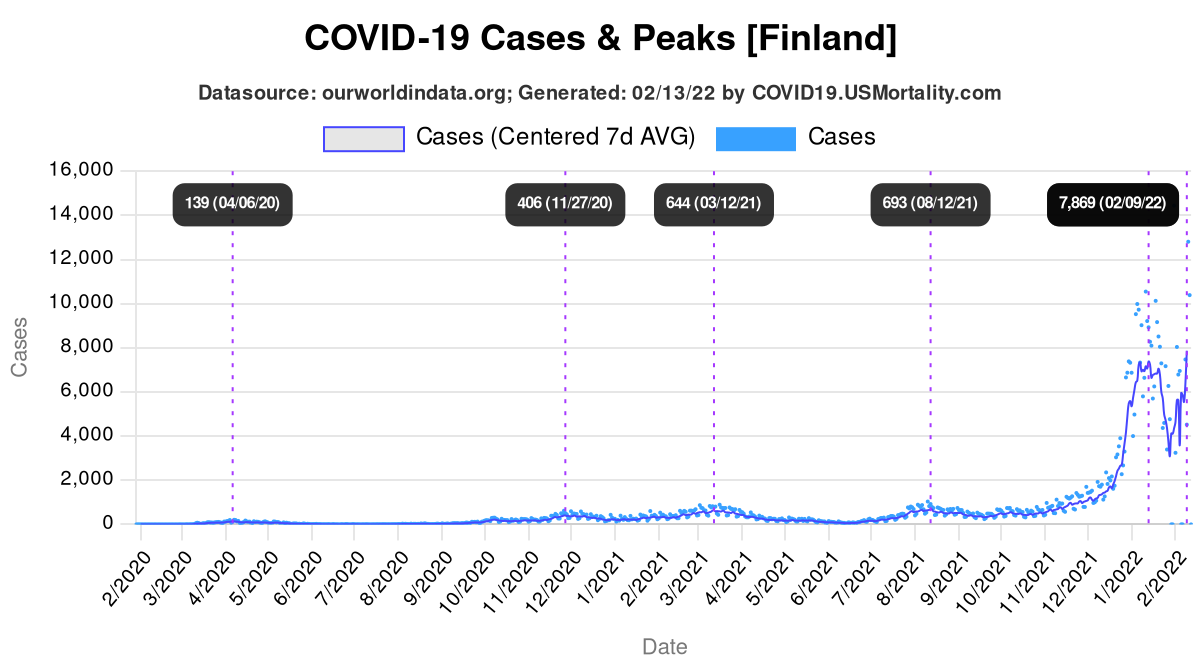 COVID-19 Cases & Peaks [Finland]
Datasource: ourworldindata.org; Generated: 02/13/22 by COVID19.USMortality.com
Cases (Centered 7d AVG) Cases
16,000
139 (04/06/20) 406 (11/27/20) 644 (03/12/21) 693 (08/12/21) 7,869 (02/09/22)
14,000
12,000
10,000
8,000
6,000
4,000
2,000
0
Cases
2/2020 3/2020 4/2020 5/2020 6/2020 7/2020 8/2020 9/2020 10/2020 11/2020 12/2020 1/2021 2/2021 3/2021 4/2021 5/2021 6/2021 7/2021 8/2021 9/2021 10/2021 11/2021 12/2021 1/2022 2/2022
Date